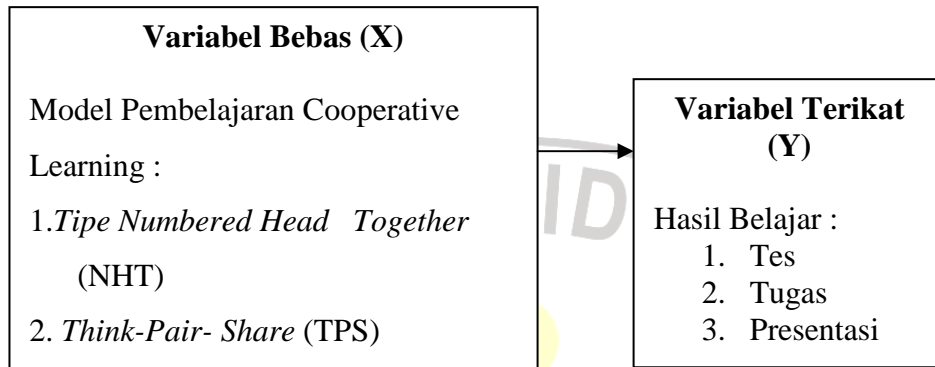 Variabel Bebas (X)
Model Pembelajaran Cooperative
Learning :
1.Tipe Numbered Head Together
(NHT)
2. Think-Pair- Share (TPS)
Variabel Terikat
(Y)
Hasil Belajar :
1. Tes
2. Tugas
3. Presentasi